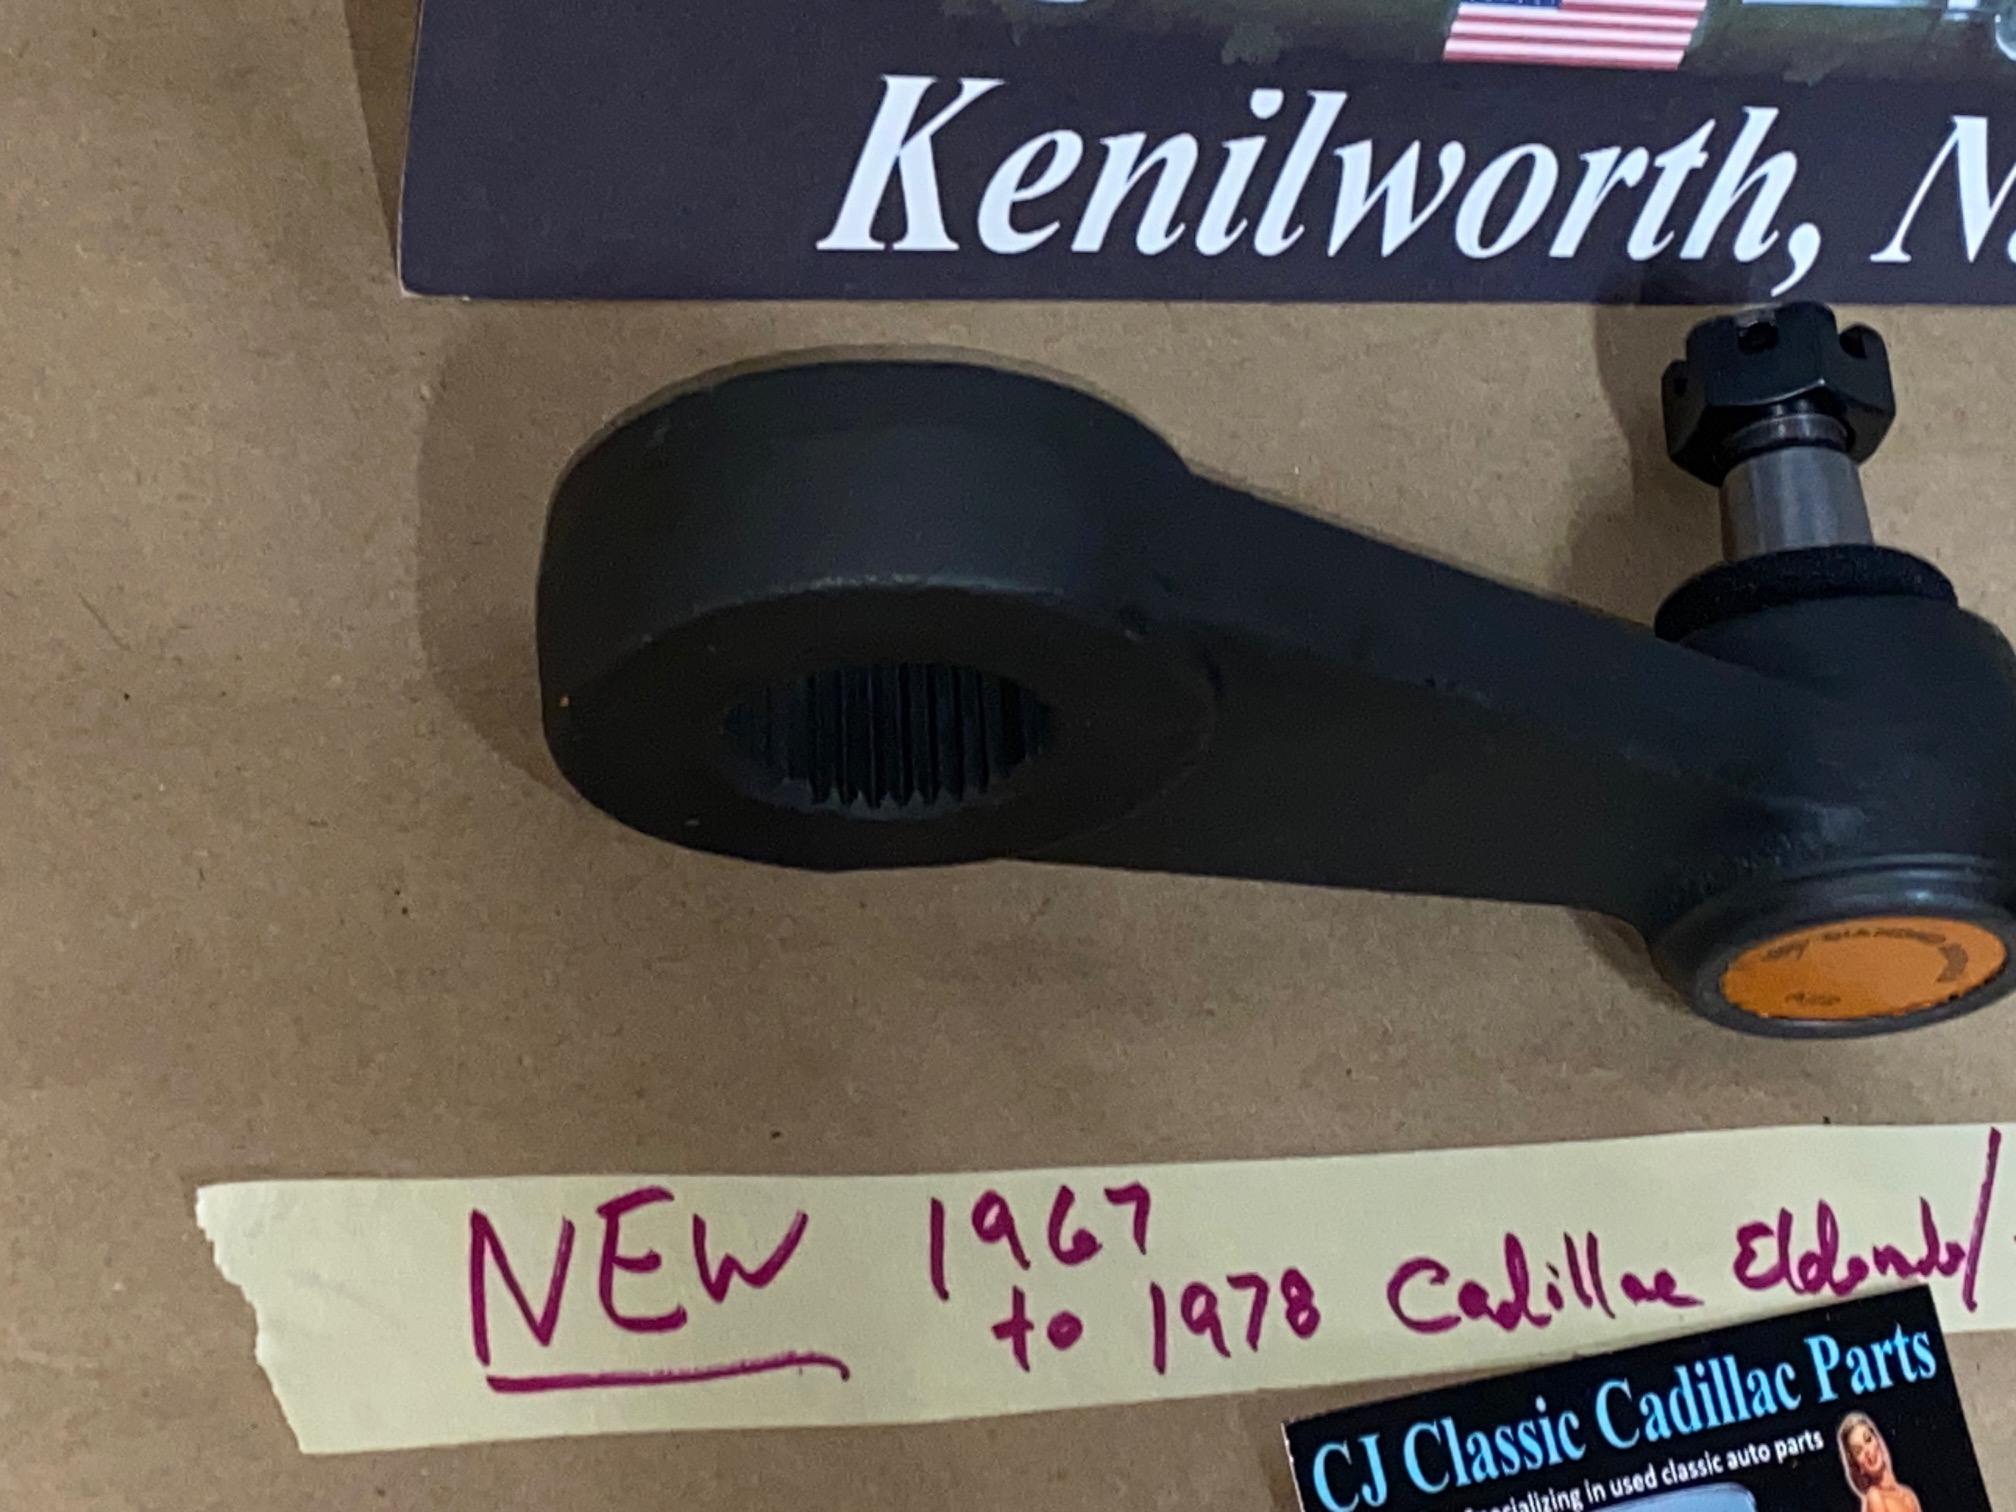 Kenilworth, N
NEW 1967
to 1978 Cadillac Eldorado/
CJ Classic Cadillac Parts
specializing in used classic auto parts